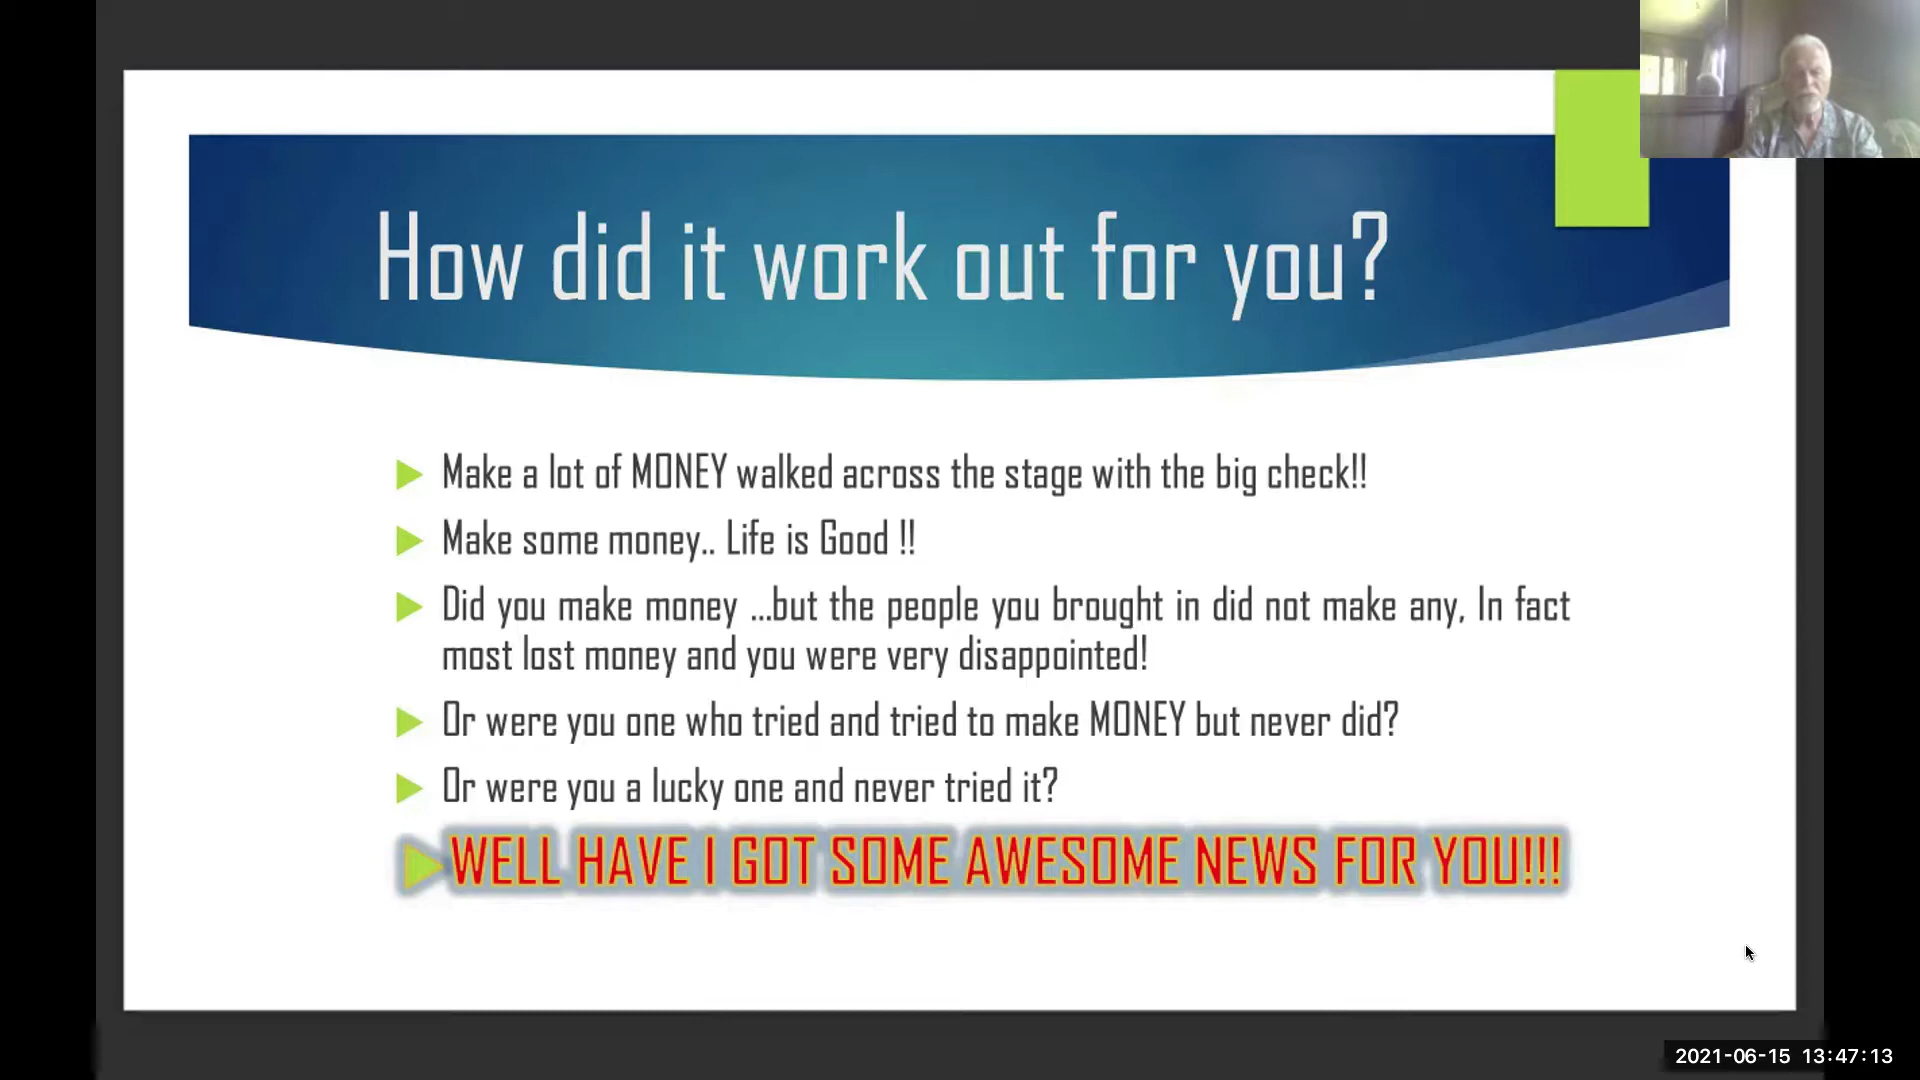 How did it work out for you?
Make a lot of MONEY walked across the stage with the big check!!
Make some money.. Life is Good !!
Did you make money ...but the people you brought in did not make any, In fact
most lost money and you were very disappointed!
Or were you one who tried and tried to make MONEY but never did?
Or were you a lucky one and never tried it?
WELL HAVE I GOT SOME AWESOME NEWS FOR YOU!!!
2021-06-15 13:47:13